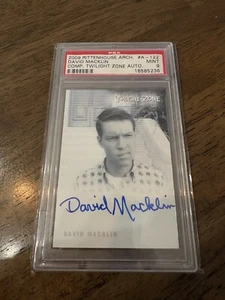 PSA
2009 RITTENHOUSE ARCH. #A-122
DAVID MACKLIN MINT
COMP. TWILIGHT ZONE AUTO. 9
18585236
TWILIGHT ZONE
David Macklin
DAVID MACKLIN